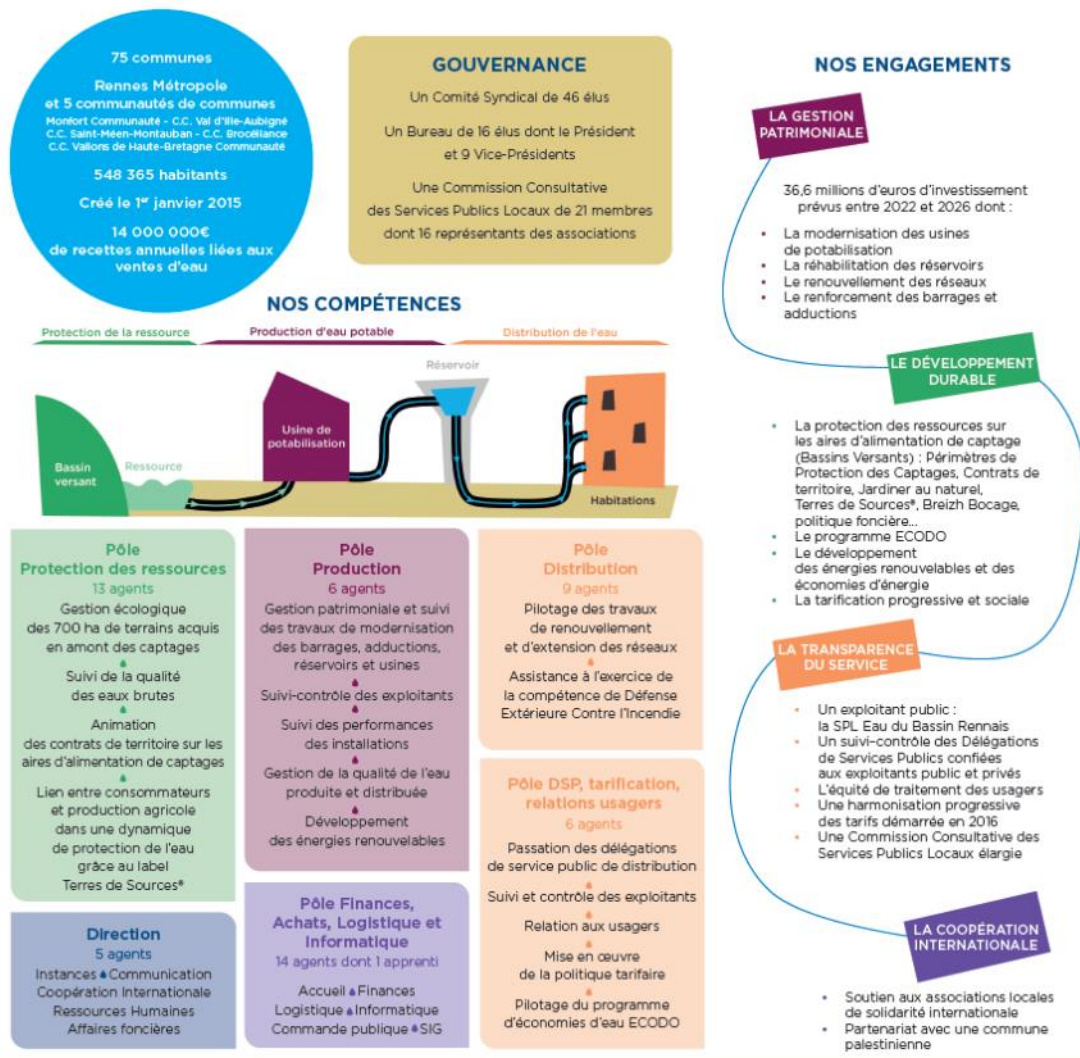 75 communes
Rennes Métropole
et 5 communautés de communes
Monfort Communauté - C.C. Val d'Ille-Aubigné
C.C. Saint-Méen-Montauban - C.C. Brocéliance
C.C. Vallons de Haute-Bretagne Communauté
548 365 habitants
Créé le 1er janvier 2015
14 000 000€
de recettes annuelles liées aux
ventes d'eau
GOUVERNANCE
Un Comité Syndical de 46 élus
Un Bureau de 16 élus dont le Président
et 9 Vice-Présidents
Une Commission Consultative
des Services Publics Locaux de 21 membres
dont 16 représentants des associations
NOS COMPÉTENCES
Protection de la ressource
Production d'eau potable
Distribution de l'eau
Bassin
versant
Ressource
Usine de
potabilisation
Réservoir
Habitations
Pôle
Protection des ressources
13 agents
Gestion écologique
des 700 ha de terrains acquis
en amont des captages
Suivi de la qualité
des eaux brutes
Animation
des contrats de territoire sur les
aires d'alimentation de captages
Lien entre consommateurs
et production agricole
dans une dynamique
de protection de l'eau
grâce au label
Terres de Sources®
Pôle
Production
6 agents
Gestion patrimoniale et suivi
des travaux de modernisation
des barrages, adductions,
réservoirs et usines
Suivi-contrôle des exploitants
Suivi des performances
des installations
Gestion de la qualité de l'eau
produite et distribuée
Développement
des énergies renouvelables
Pôle
Distribution
9 agents
Pilotage des travaux
de renouvellement
et d'extension des réseaux
Assistance à l'exercice de
la compétence de Défense
Extérieure Contre l'Incendie
Pôle DSP, tarification,
relations usagers
6 agents
Passation des délégations
de service public de distribution
Suivi et contrôle des exploitants
Relation aux usagers
Mise en œuvre
de la politique tarifaire
Pilotage du programme
d'économies d'eau ECODO
Direction
5 agents
Instances Communication
Coopération Internationale
Ressources Humaines
Affaires foncières
Pôle Finances,
Achats, Logistique et
Informatique
14 agents dont 1 apprenti
Accueil Finances
Logistique Informatique
Commande publique SIG
NOS ENGAGEMENTS
LA GESTION
PATRIMONIALE
36,6 millions d'euros d'investissement
prévus entre 2022 et 2026 dont :
• La modernisation des usines
de potabilisation
• La réhabilitation des réservoirs
• Le renouvellement des réseaux
• Le renforcement des barrages et
adductions
LE DÉVELOPPEMENT
DURABLE
• La protection des ressources sur
les aires d'alimentation de captage
(Bassins Versants) : Périmètres de
Protection des Captages, Contrats de
territoire, Jardiner au naturel,
Terres de Sources®, Breizh Bocage,
politique foncière...
• Le programme ECODO
• Le développement
des énergies renouvelables et des
économies d'énergie
• La tarification progressive et sociale
LA TRANSPARENCE
DU SERVICE
• Un exploitant public :
la SPL Eau du Bassin Rennais
• Un suivi-contrôle des Délégations
de Services Publics confiées
aux exploitants public et privés
• L'équité de traitement des usagers
• Une harmonisation progressive
des tarifs démarrée en 2016
• Une Commission Consultative des
Services Publics Locaux élargie
LA COOPÉRATION
INTERNATIONALE
• Soutien aux associations locales
de solidarité internationale
• Partenariat avec une commune
palestinienne